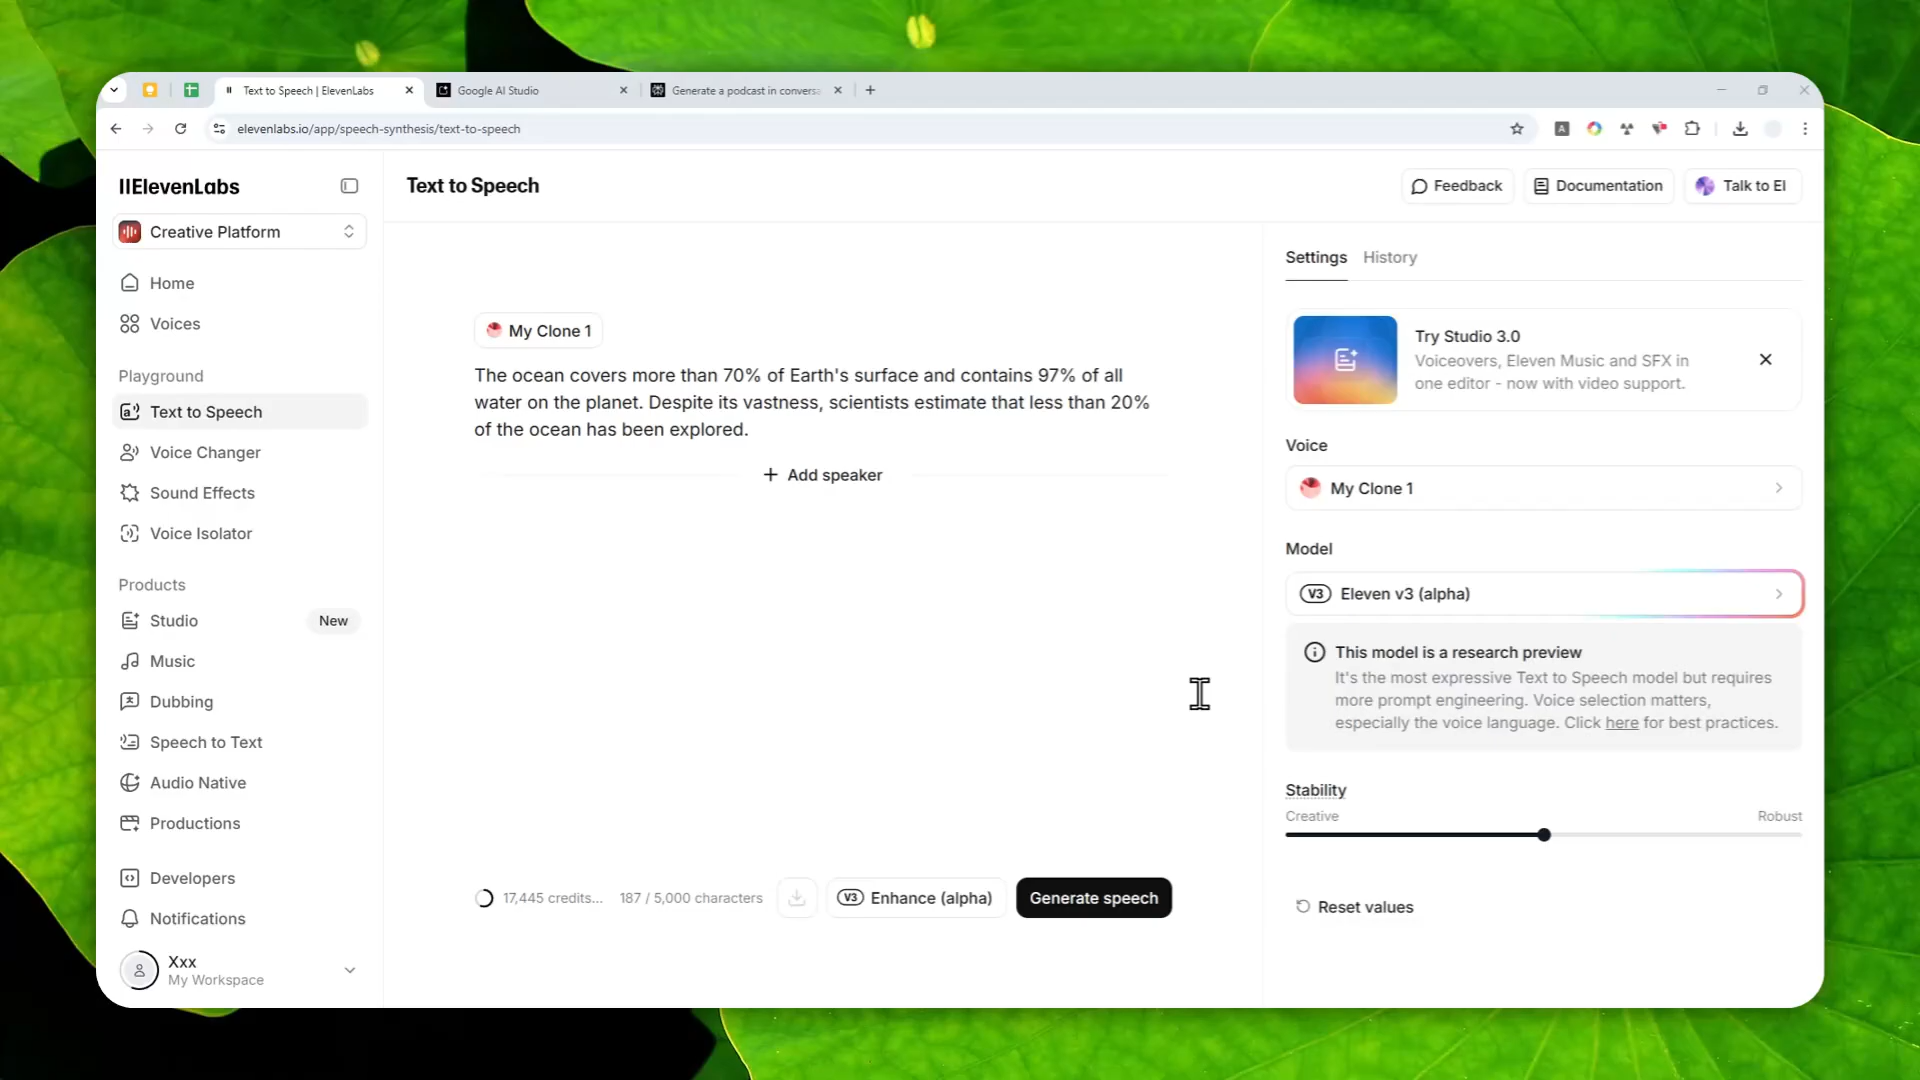 Text to Speech | ElevenLabs
Google AI Studio
Generate a podcast in convers
elevenlabs.io/app/speech-synthesis/text-to-speech
IIElevenLabs
Creative Platform
Home
Voices
Playground
Text to Speech
Voice Changer
Sound Effects
Voice Isolator
Products
Studio
New
Music
Dubbing
Speech to Text
Audio Native
Productions
Developers
Notifications
Xxx
My Workspace
Text to Speech
Feedback
Documentation
Talk to El
My Clone 1
The ocean covers more than 70% of Earth's surface and contains 97% of all
water on the planet. Despite its vastness, scientists estimate that less than 20%
of the ocean has been explored.
+ Add speaker
17,445 credits...
187 / 5,000 characters
V3 Enhance (alpha)
Generate speech
Settings
History
Try Studio 3.0
Voiceovers, Eleven Music and SFX in
one editor - now with video support.
Voice
My Clone 1
Model
V3 Eleven v3 (alpha)
This model is a research preview
It's the most expressive Text to Speech model but requires
more prompt engineering. Voice selection matters,
especially the voice language. Click here for best practices.
Stability
Creative
Robust
Reset values